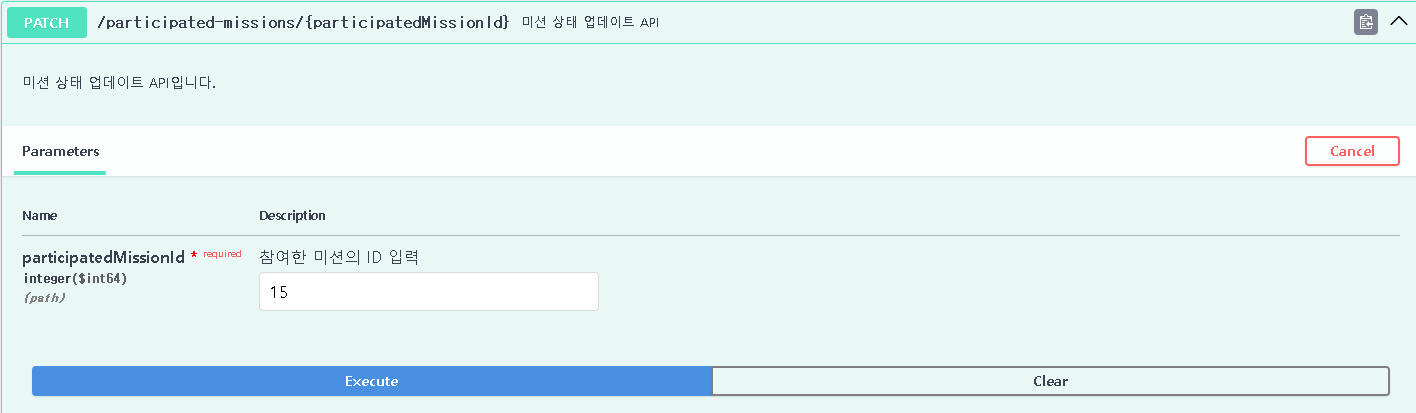 PATCH /participated-missions/{participatedMissionId} 미션 상태 업데이트 API
미션 상태 업데이트 API입니다.
Parameters Cancel
Name Description
participatedMissionId * required 참여한 미션의 ID 입력
integer($int64)
(path)
15
Execute Clear